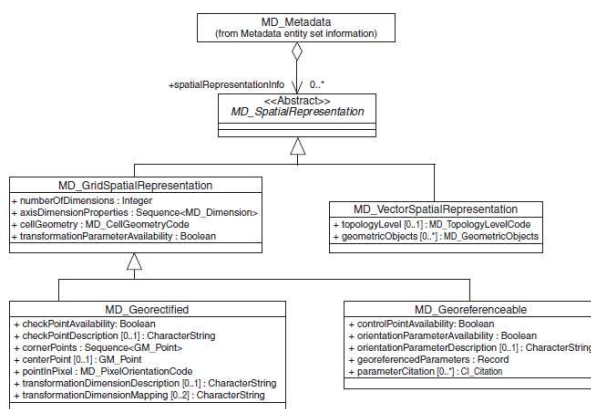 MD_Metadata
(from Metadata entity set information)
+spatialRepresentationInfo 0..*
<<Abstract>>
MD_SpatialRepresentation
MD_GridSpatialRepresentation
+ numberOfDimensions : Integer
+ axisDimensionProperties : Sequence<MD_Dimension>
+ cellGeometry : MD_CellGeometryCode
+ transformationParameterAvailability : Boolean
MD_VectorSpatialRepresentation
+ topologyLevel [0..1] : MD_TopologyLevelCode
+ geometricObjects [0..*] : MD_GeometricObjects
MD_Georectified
+ checkPointAvailability: Boolean
+ checkPointDescription [0..1] : CharacterString
+ cornerPoints : Sequence<GM_Point>
+ centerPoint [0..1] : GM_Point
+ pointInPixel : MD_PixelOrientationCode
+ transformationDimensionDescription [0..1] : CharacterString
+ transformationDimensionMapping [0..2] : CharacterString
MD_Georeferenceable
+ controlPointAvailability: Boolean
+ orientationParameterAvailability : Boolean
+ orientationParameterDescription [0..1] : CharacterString
+ georeferencedParameters : Record
+ parameterCitation [0..*] : CI_Citation